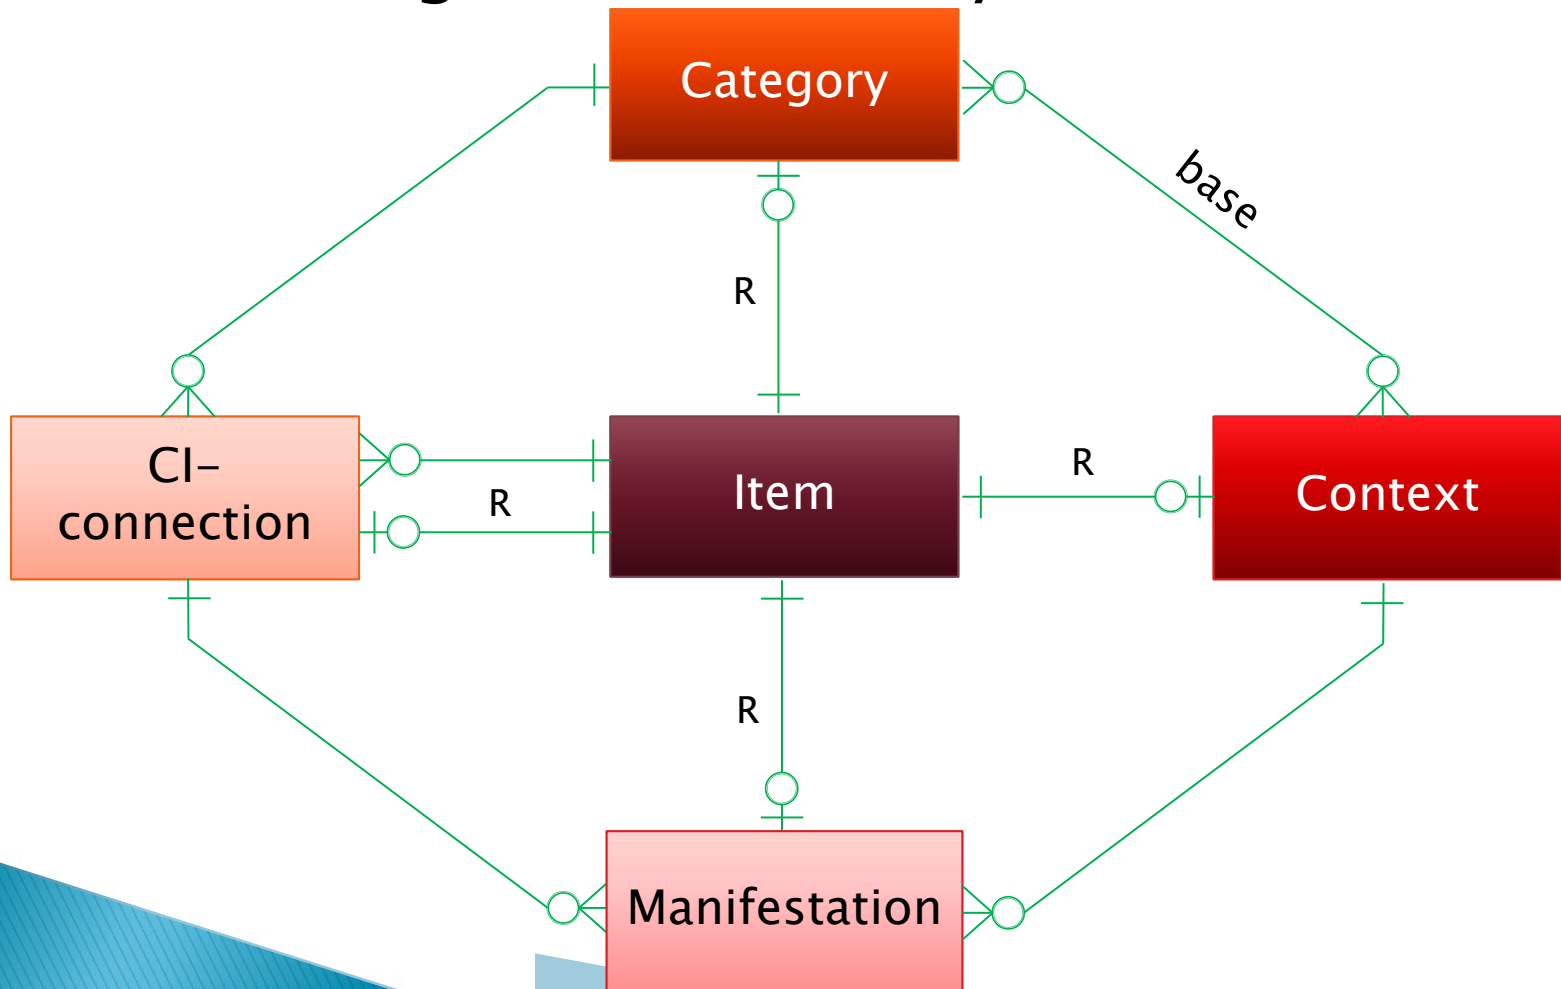 Category
base
R
CI-
connection
R
Item
R
Context
R
Manifestation